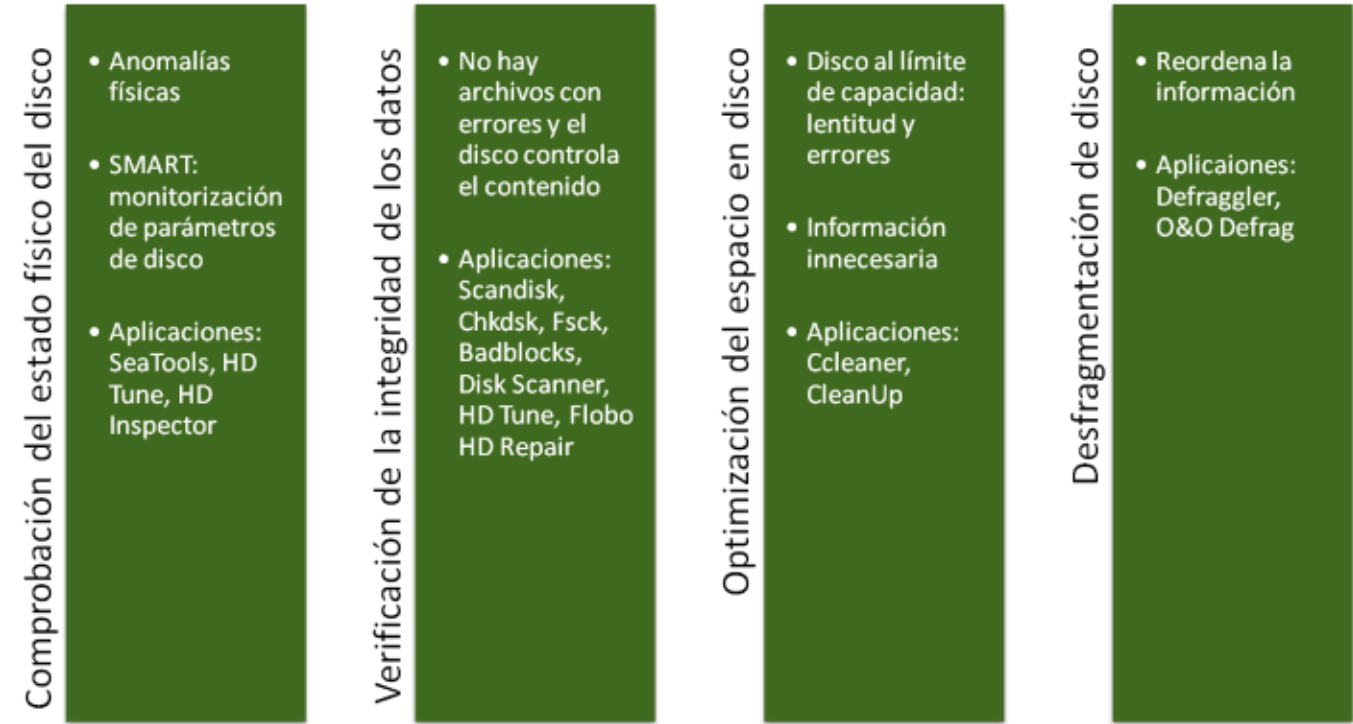 Comprobación del estado físico del disco
• Anomalías
físicas
• SMART:
monitorización
de parámetros
de disco
• Aplicaciones:
SeaTools, HD
Tune, HD
Inspector
Verificación de la integridad de los datos
• No hay
archivos con
errores y el
disco controla
el contenido
• Aplicaciones:
Scandisk,
Chkdsk, Fsck,
Badblocks,
Disk Scanner,
HD Tune, Flobo
HD Repair
Optimización del espacio en disco
• Disco al límite
de capacidad:
lentitud y
errores
• Información
innecesaria
• Aplicaciones:
Ccleaner,
CleanUp
Desfragmentación de disco
• Reordena la
información
• Aplicaiones:
Defraggler,
O&O Defrag